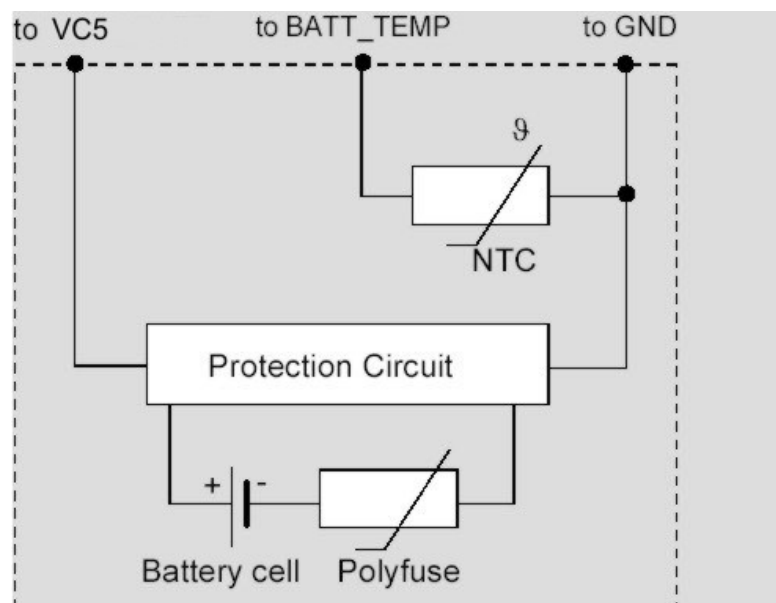 to VC5
to BATT_TEMP
to GND
ϑ
NTC
Protection Circuit
+
-
Battery cell
Polyfuse